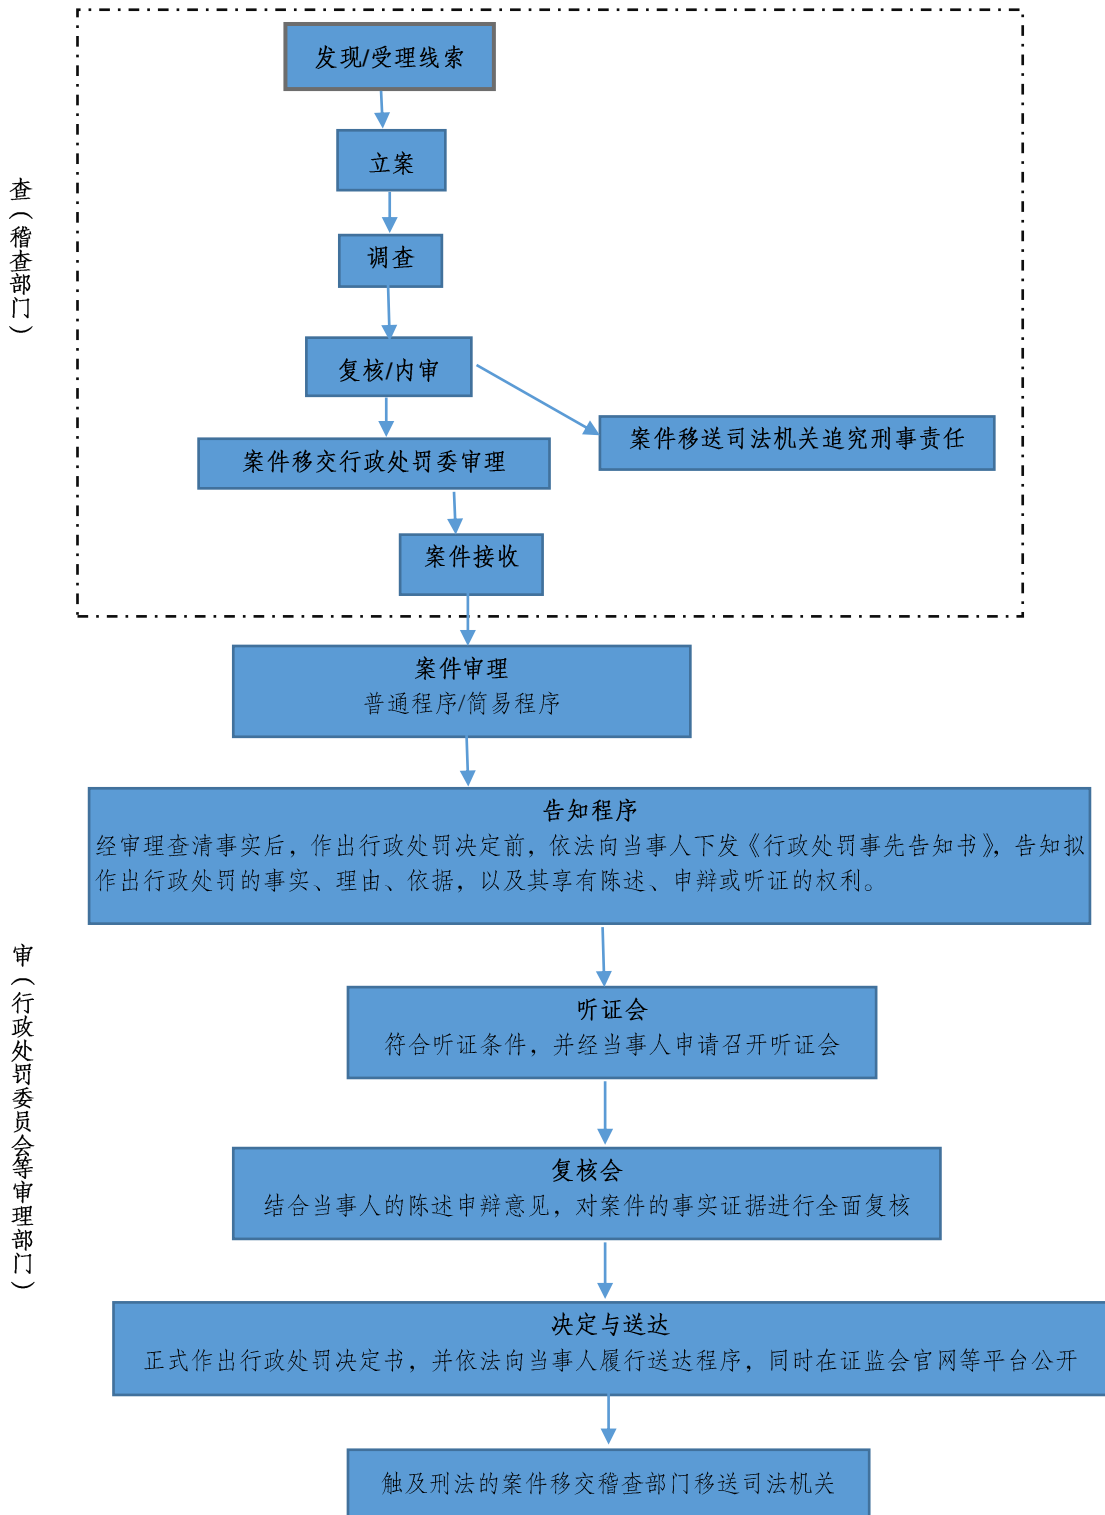 发现/受理线索
立案
查（稽查部门）
调查
复核/内审
案件移送司法机关追究刑事责任
案件移交行政处罚委审理
案件接收
案件审理
普通程序/简易程序
告知程序
经审理查清事实后，作出行政处罚决定前，依法向当事人下发《行政处罚事先告知书》，告知拟
作出行政处罚的事实、理由、依据，以及其享有陈述、申辩或听证的权利。
审（行政处罚委员会等审理部门）
听证会
符合听证条件，并经当事人申请召开听证会
复核会
结合当事人的陈述申辩意见，对案件的事实证据进行全面复核
决定与送达
正式作出行政处罚决定书，并依法向当事人履行送达程序，同时在证监会官网等平台公开
触及刑法的案件移交稽查部门移送司法机关